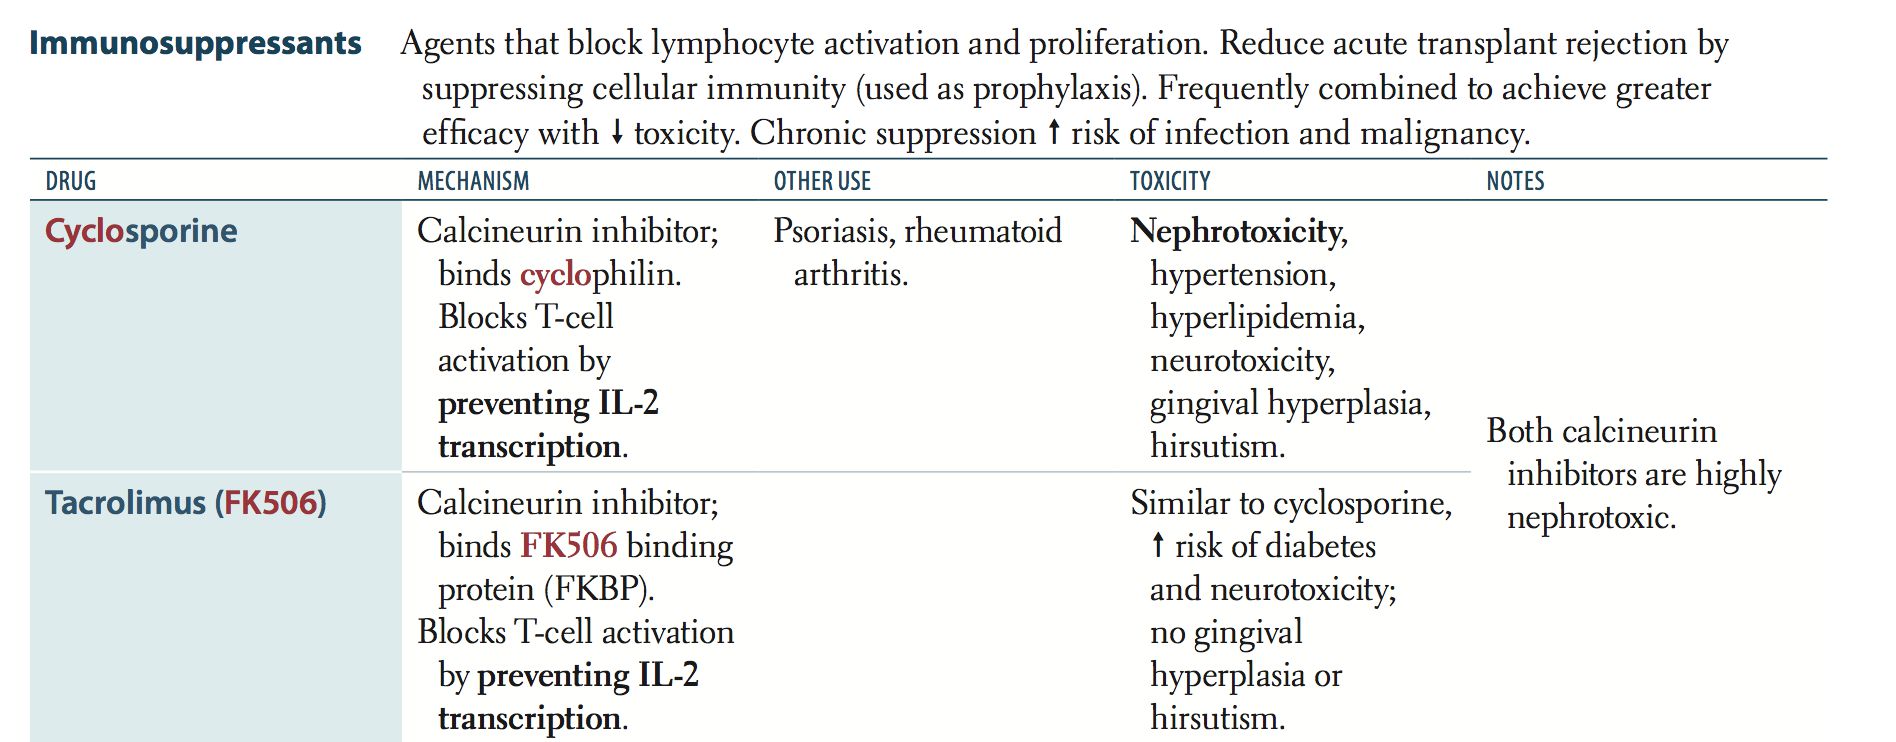 Immunosuppressants
Agents that block lymphocyte activation and proliferation. Reduce acute transplant rejection by
suppressing cellular immunity (used as prophylaxis). Frequently combined to achieve greater
efficacy with ↓ toxicity. Chronic suppression ↑ risk of infection and malignancy.
DRUG
MECHANISM
OTHER USE
TOXICITY
NOTES
Cyclosporine
Calcineurin inhibitor;
binds cyclophilin.
Blocks T-cell
activation by
preventing IL-2
transcription.
Psoriasis, rheumatoid
arthritis.
Nephrotoxicity,
hypertension,
hyperlipidemia,
neurotoxicity,
gingival hyperplasia,
hirsutism.
Both calcineurin
inhibitors are highly
nephrotoxic.
Tacrolimus (FK506)
Calcineurin inhibitor;
binds FK506 binding
protein (FKBP).
Blocks T-cell activation
by preventing IL-2
transcription.
Similar to cyclosporine,
↑ risk of diabetes
and neurotoxicity;
no gingival
hyperplasia or
hirsutism.